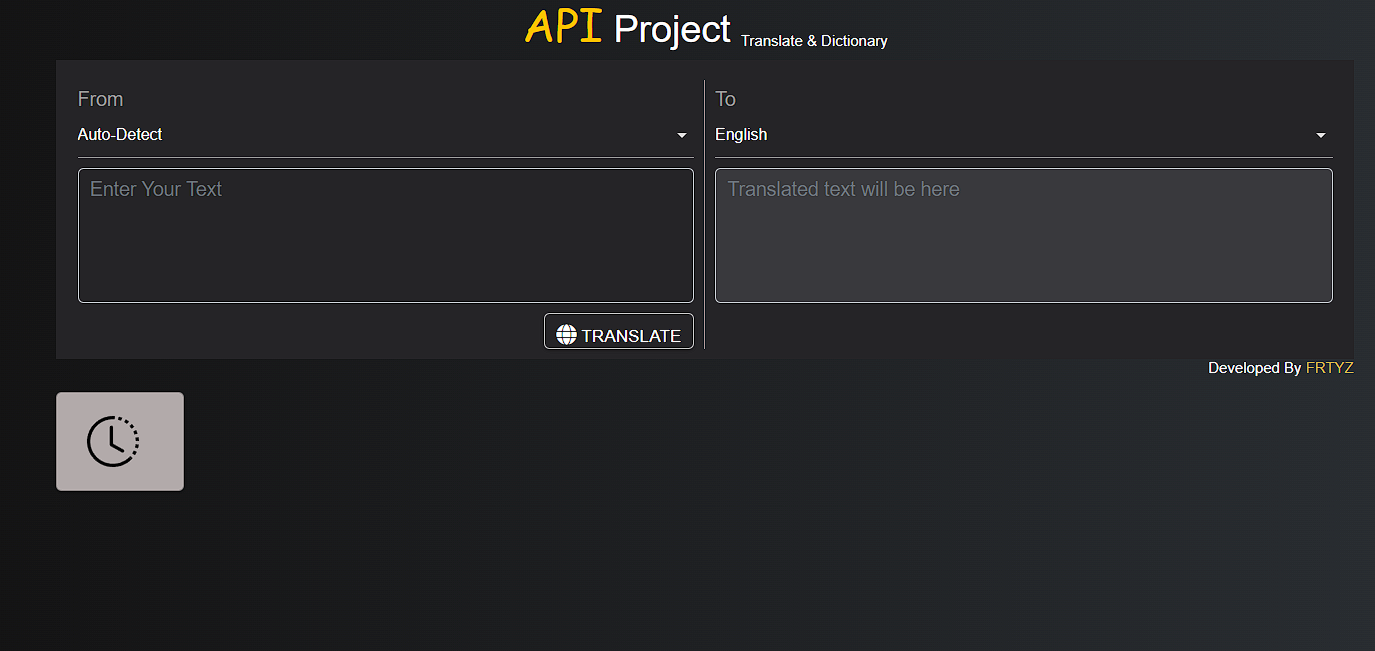 API Project Translate & Dictionary
From
Auto-Detect
Enter Your Text
TRANSLATE
To
English
Translated text will be here
Developed By FRTYZ